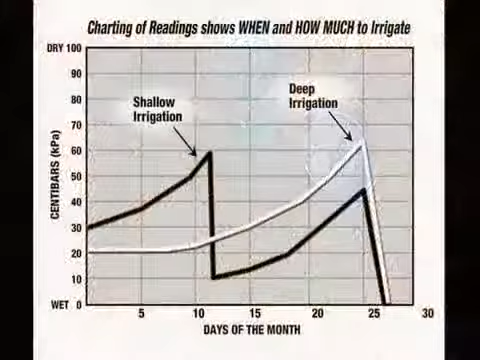 Charting of Readings shows WHEN and HOW MUCH to Irrigate
DRY 100
90
80
70
60
50
40
30
20
10
WET 0
CENTIBARS (kPa)
Shallow
Irrigation
Deep
Irrigation
5
10
15
20
25
30
DAYS OF THE MONTH